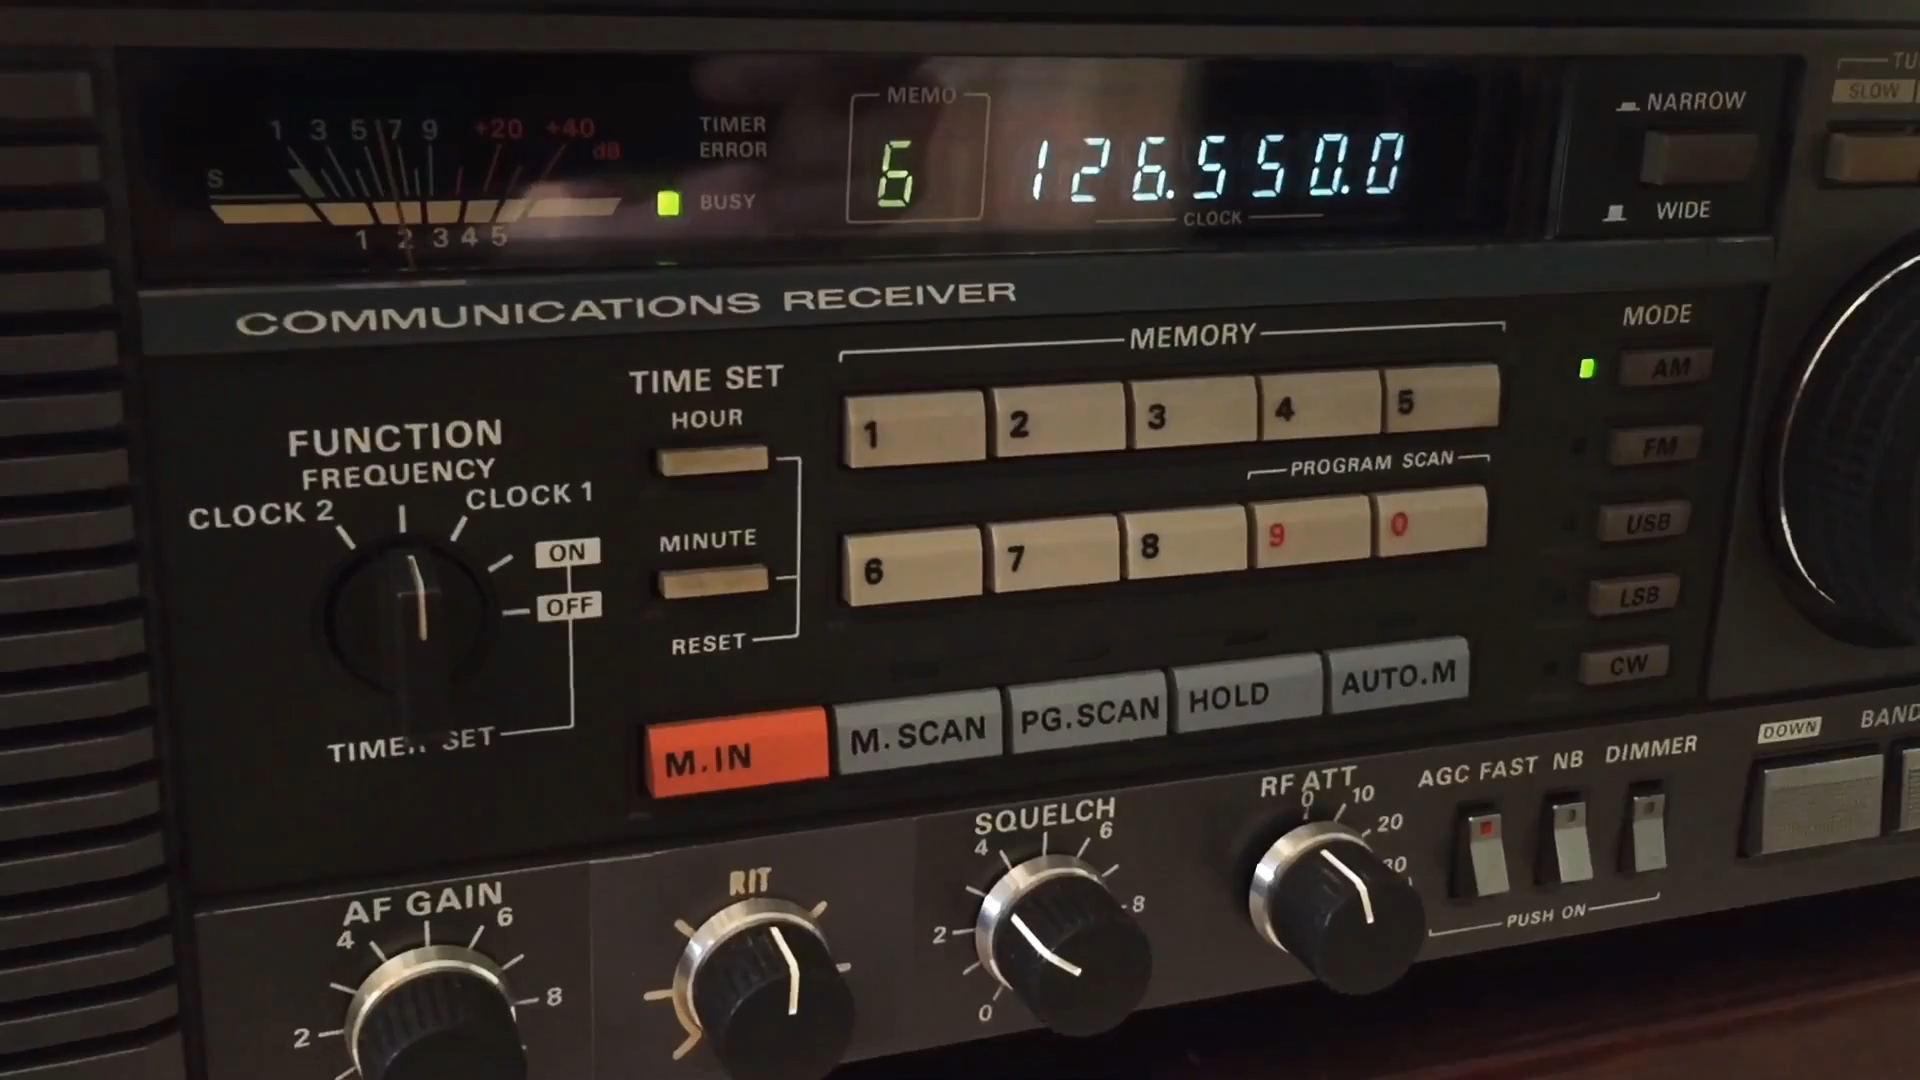 1 3 5 7 9 +20 +40
dB
S
1 2 3 4 5
TIMER
ERROR
BUSY
MEMO
6
126.550.0
CLOCK
NARROW
WIDE
SLOW
COMMUNICATIONS RECEIVER
FUNCTION
FREQUENCY
CLOCK 2
CLOCK 1
ON
OFF
TIME SET
HOUR
MINUTE
RESET
MEMORY
1 2 3 4 5
PROGRAM SCAN
6 7 8 9 0
MODE
AM
FM
USB
LSB
CW
M.IN
M.SCAN
PG.SCAN
HOLD
AUTO.M
AF GAIN
2 4 6 8
RIT
SQUELCH
0 2 4 6 8
RF ATT
0 10 20 30
AGC FAST
NB
DIMMER
PUSH ON
DOWN
BAND